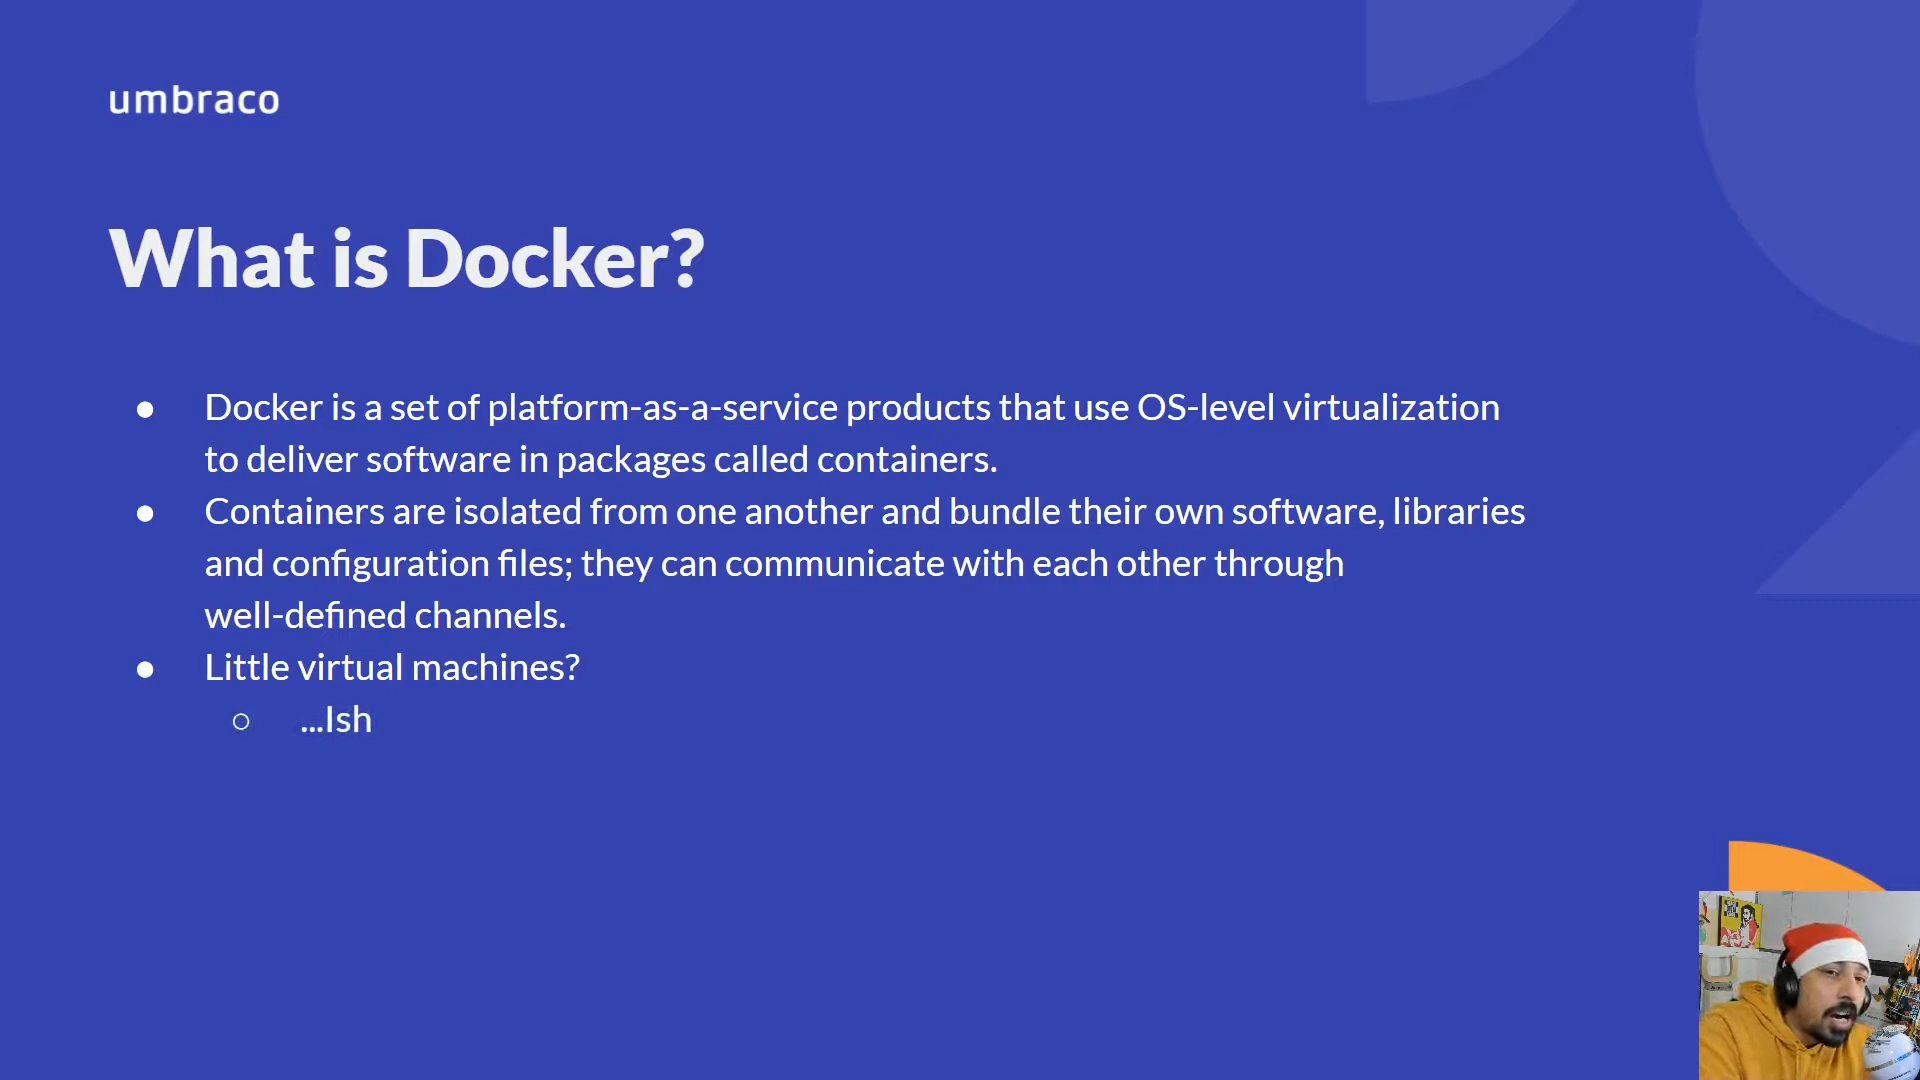 umbraco
What is Docker?
● Docker is a set of platform-as-a-service products that use OS-level virtualization
to deliver software in packages called containers.
● Containers are isolated from one another and bundle their own software, libraries
and configuration files; they can communicate with each other through
well-defined channels.
● Little virtual machines?
○ ...Ish